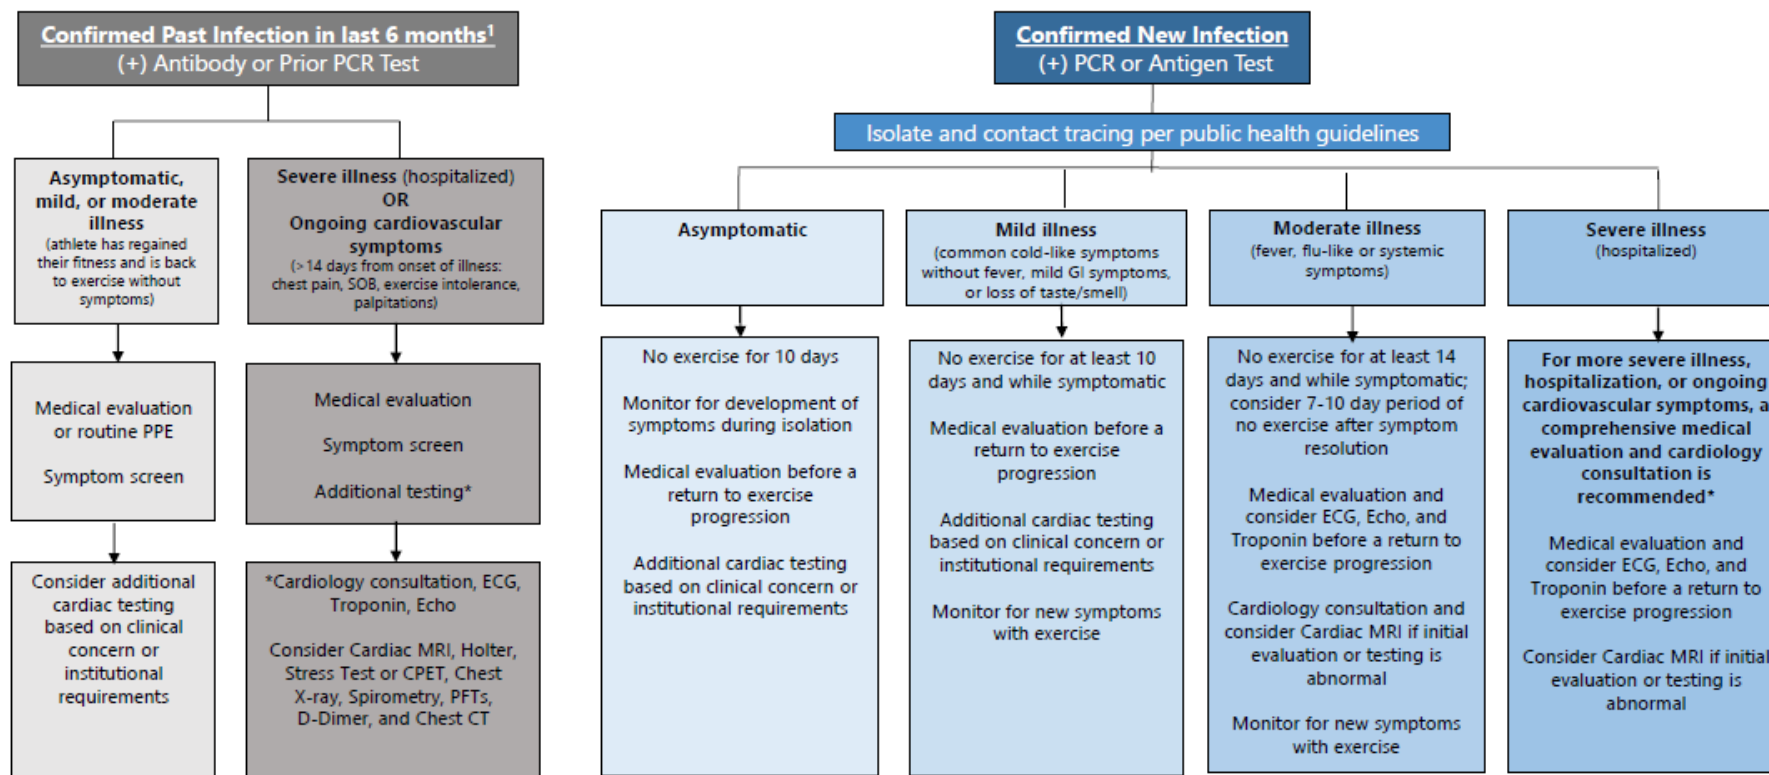 Confirmed Past Infection in last 6 months¹
(+) Antibody or Prior PCR Test
Asymptomatic,
mild, or moderate
illness
(athlete has regained
their fitness and is back
to exercise without
symptoms)
Severe illness (hospitalized)
OR
Ongoing cardiovascular
symptoms
(>14 days from onset of illness:
chest pain, SOB, exercise intolerance,
palpitations)
Medical evaluation
or routine PPE
Symptom screen
Medical evaluation
Symptom screen
Additional testing*
Consider additional
cardiac testing
based on clinical
concern or
institutional
requirements
*Cardiology consultation, ECG,
Troponin, Echo
Consider Cardiac MRI, Holter,
Stress Test or CPET, Chest
X-ray, Spirometry, PFTs,
D-Dimer, and Chest CT
Confirmed New Infection
(+) PCR or Antigen Test
Isolate and contact tracing per public health guidelines
Asymptomatic
No exercise for 10 days
Monitor for development of
symptoms during isolation
Medical evaluation before a
return to exercise
progression
Additional cardiac testing
based on clinical concern or
institutional requirements
Mild illness
(common cold-like symptoms
without fever, mild GI symptoms,
or loss of taste/smell)
No exercise for at least 10
days and while symptomatic
Medical evaluation before a
return to exercise
progression
Additional cardiac testing
based on clinical concern or
institutional requirements
Monitor for new symptoms
with exercise
Moderate illness
(fever, flu-like or systemic
symptoms)
No exercise for at least 14
days and while symptomatic;
consider 7-10 day period of
no exercise after symptom
resolution
Medical evaluation and
consider ECG, Echo, and
Troponin before a return to
exercise progression
Cardiology consultation and
consider Cardiac MRI if initial
evaluation or testing is
abnormal
Monitor for new symptoms
with exercise
Severe illness
(hospitalized)
For more severe illness,
hospitalization, or ongoing
cardiovascular symptoms, a
comprehensive medical
evaluation and cardiology
consultation is
recommended*
Medical evaluation and
consider ECG, Echo, and
Troponin before a return to
exercise progression
Consider Cardiac MRI if initial
evaluation or testing is
abnormal